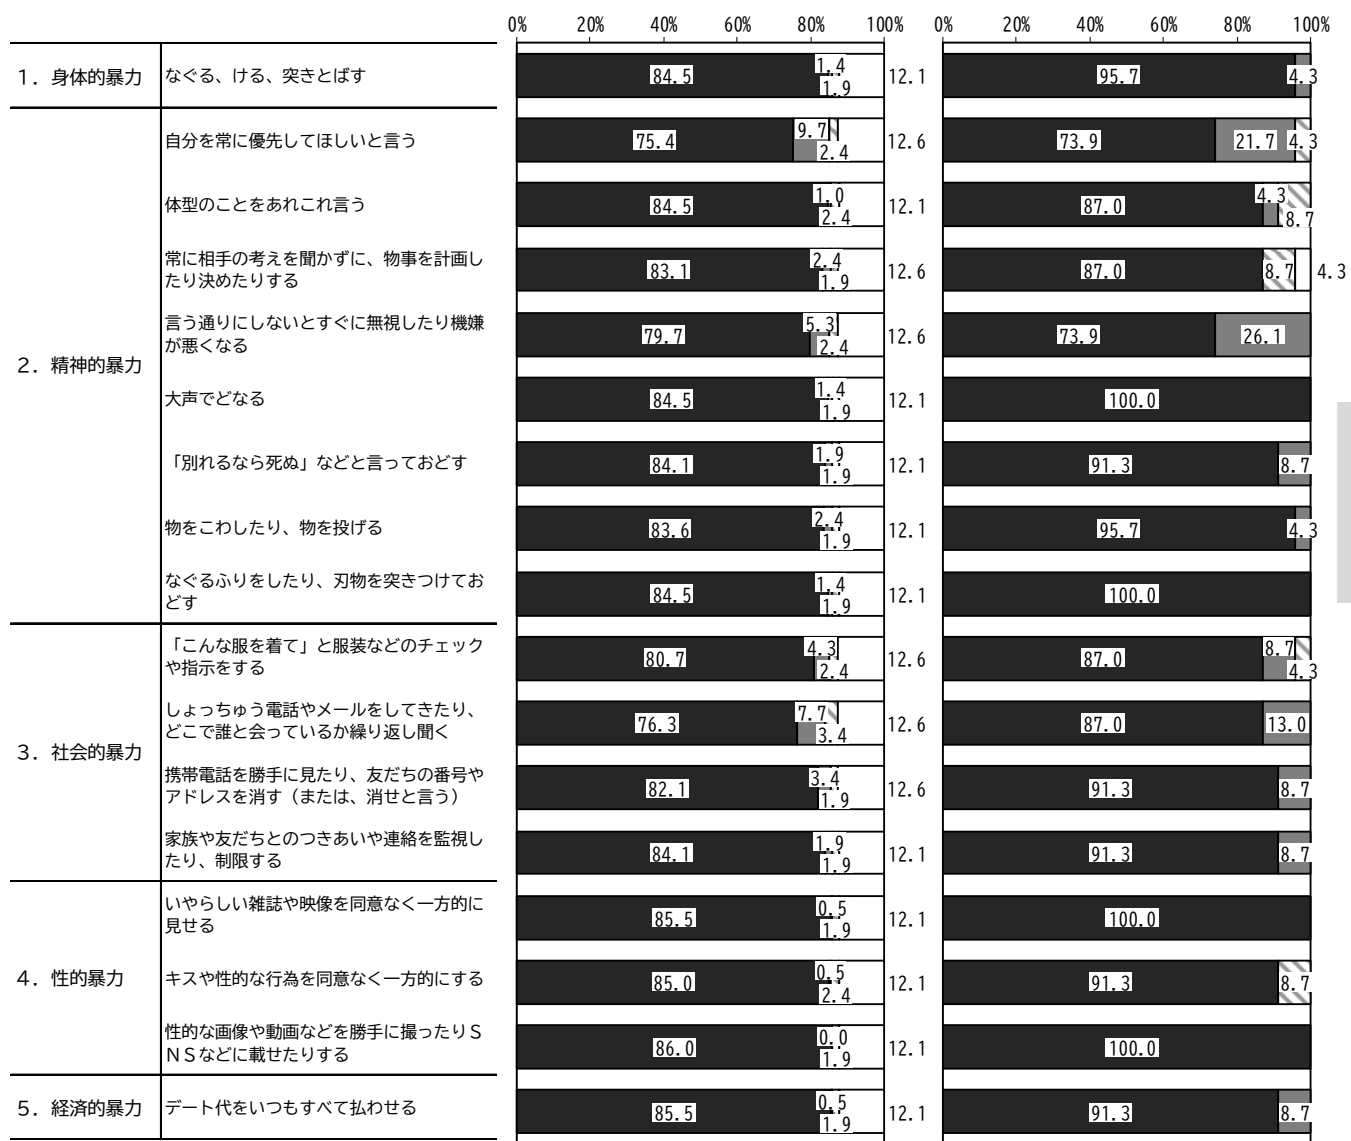 0% 20% 40% 60% 80% 100% 0% 20% 40% 60% 80% 100%
1. 身体的暴力 なぐる、ける、突きとばす 84.5 1.4 1.9 12.1 95.7 4.3
2. 精神的暴力
自分を常に優先してほしいと言う 75.4 9.7 2.4 12.6 73.9 21.7 4.3
体型のことをあれこれ言う 84.5 1.0 2.4 12.1 87.0 4.3 8.7
常に相手の考えを聞かずに、物事を計画し
たり決めたりする 83.1 2.4 1.9 12.6 87.0 8.7 4.3
言う通りにしないとすぐに無視したり機嫌
が悪くなる 79.7 5.3 2.4 12.6 73.9 26.1
大声でどなる 84.5 1.4 1.9 12.1 100.0
「別れるなら死ぬ」などと言っておどす 84.1 1.9 1.9 12.1 91.3 8.7
物をこわしたり、物を投げる 83.6 2.4 1.9 12.1 95.7 4.3
なぐるふりをしたり、刃物を突きつけてお
どす 84.5 1.4 1.9 12.1 100.0
3. 社会的暴力
「こんな服を着て」と服装などのチェック
や指示をする 80.7 4.3 2.4 12.6 87.0 8.7 4.3
しょっちゅう電話やメールをしてきたり、
どこで誰と会っているか繰り返し聞く 76.3 7.7 3.4 12.6 87.0 13.0
携帯電話を勝手に見たり、友だちの番号や
アドレスを消す（または、消せと言う） 82.1 3.4 1.9 12.6 91.3 8.7
家族や友だちとのつきあいや連絡を監視し
たり、制限する 84.1 1.9 1.9 12.1 91.3 8.7
4. 性的暴力
いやらしい雑誌や映像を同意なく一方的に
見せる 85.5 0.5 1.9 12.1 100.0
キスや性的な行為を同意なく一方的にする 85.0 0.5 2.4 12.1 91.3 8.7
性的な画像や動画などを勝手に撮ったりＳ
ＮＳなどに載せたりする 86.0 0.0 1.9 12.1 100.0
5. 経済的暴力 デート代をいつもすべて払わせる 85.5 0.5 1.9 12.1 91.3 8.7